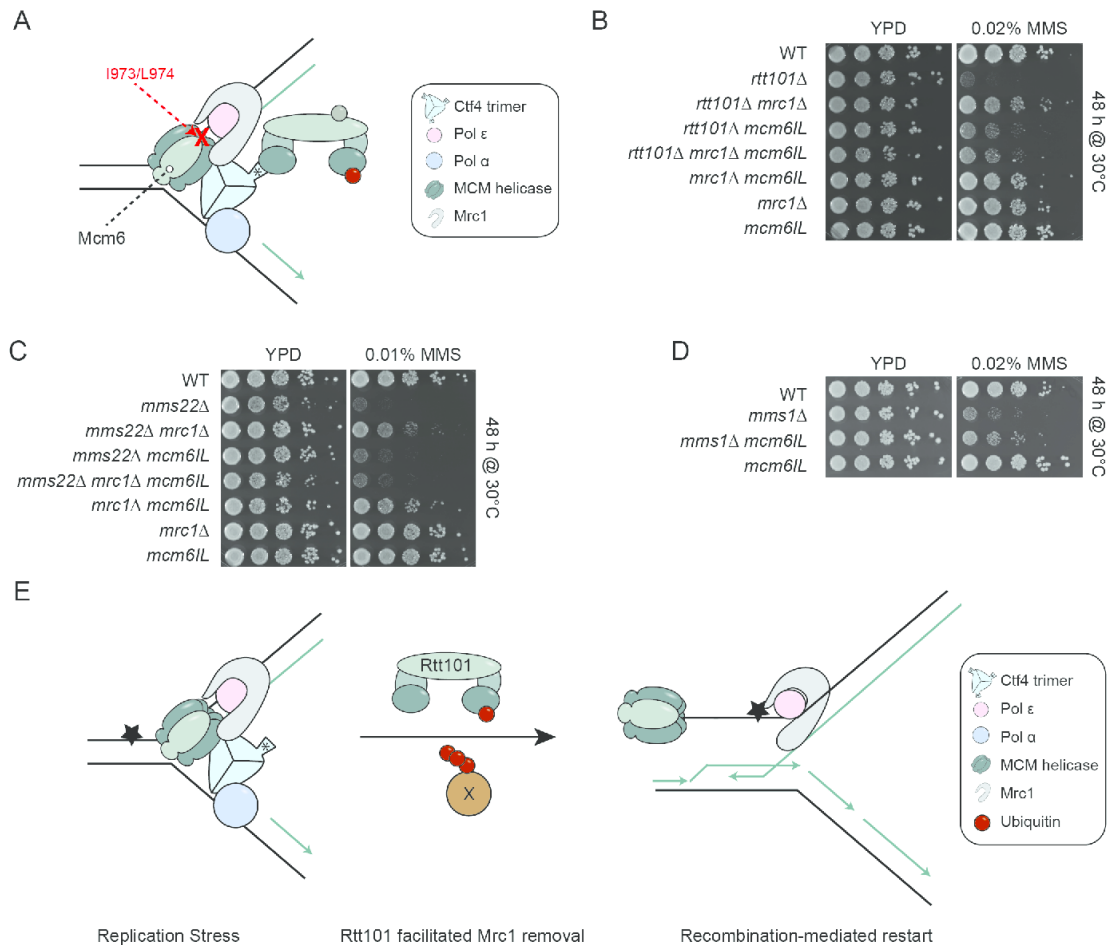 A
I973/L974
Mcm6
Ctf4 trimer
Pol ε
Pol α
MCM helicase
Mrc1
B
YPD 0.02% MMS
WT
rtt101Δ
rtt101Δ mrc1Δ
rtt101Δ mcm6IL
rtt101Δ mrc1Δ mcm6IL
mrc1Δ mcm6IL
mrc1Δ
mcm6IL
48 h @ 30°C
C
YPD 0.01% MMS
WT
mms22Δ
mms22Δ mrc1Δ
mms22Δ mcm6IL
mms22Δ mrc1Δ mcm6IL
mrc1Δ mcm6IL
mrc1Δ
mcm6IL
48 h @ 30°C
D
YPD 0.02% MMS
WT
mms1Δ
mms1Δ mcm6IL
mcm6IL
48 h @ 30°C
E
Rtt101
X
Ctf4 trimer
Pol ε
Pol α
MCM helicase
Mrc1
Ubiquitin
Replication Stress
Rtt101 facilitated Mrc1 removal
Recombination-mediated restart